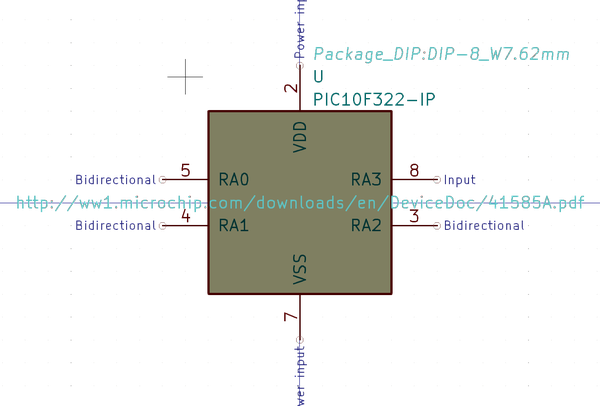 Power in
Package_DIP:DIP-8_W7.62mm
U
PIC10F322-IP
2
VDD
Bidirectional 5 RA0 RA3 8 Input
http://ww1.microchip.com/downloads/en/DeviceDoc/41585A.pdf
Bidirectional 4 RA1 RA2 3 Bidirectional
VSS
7
wer input